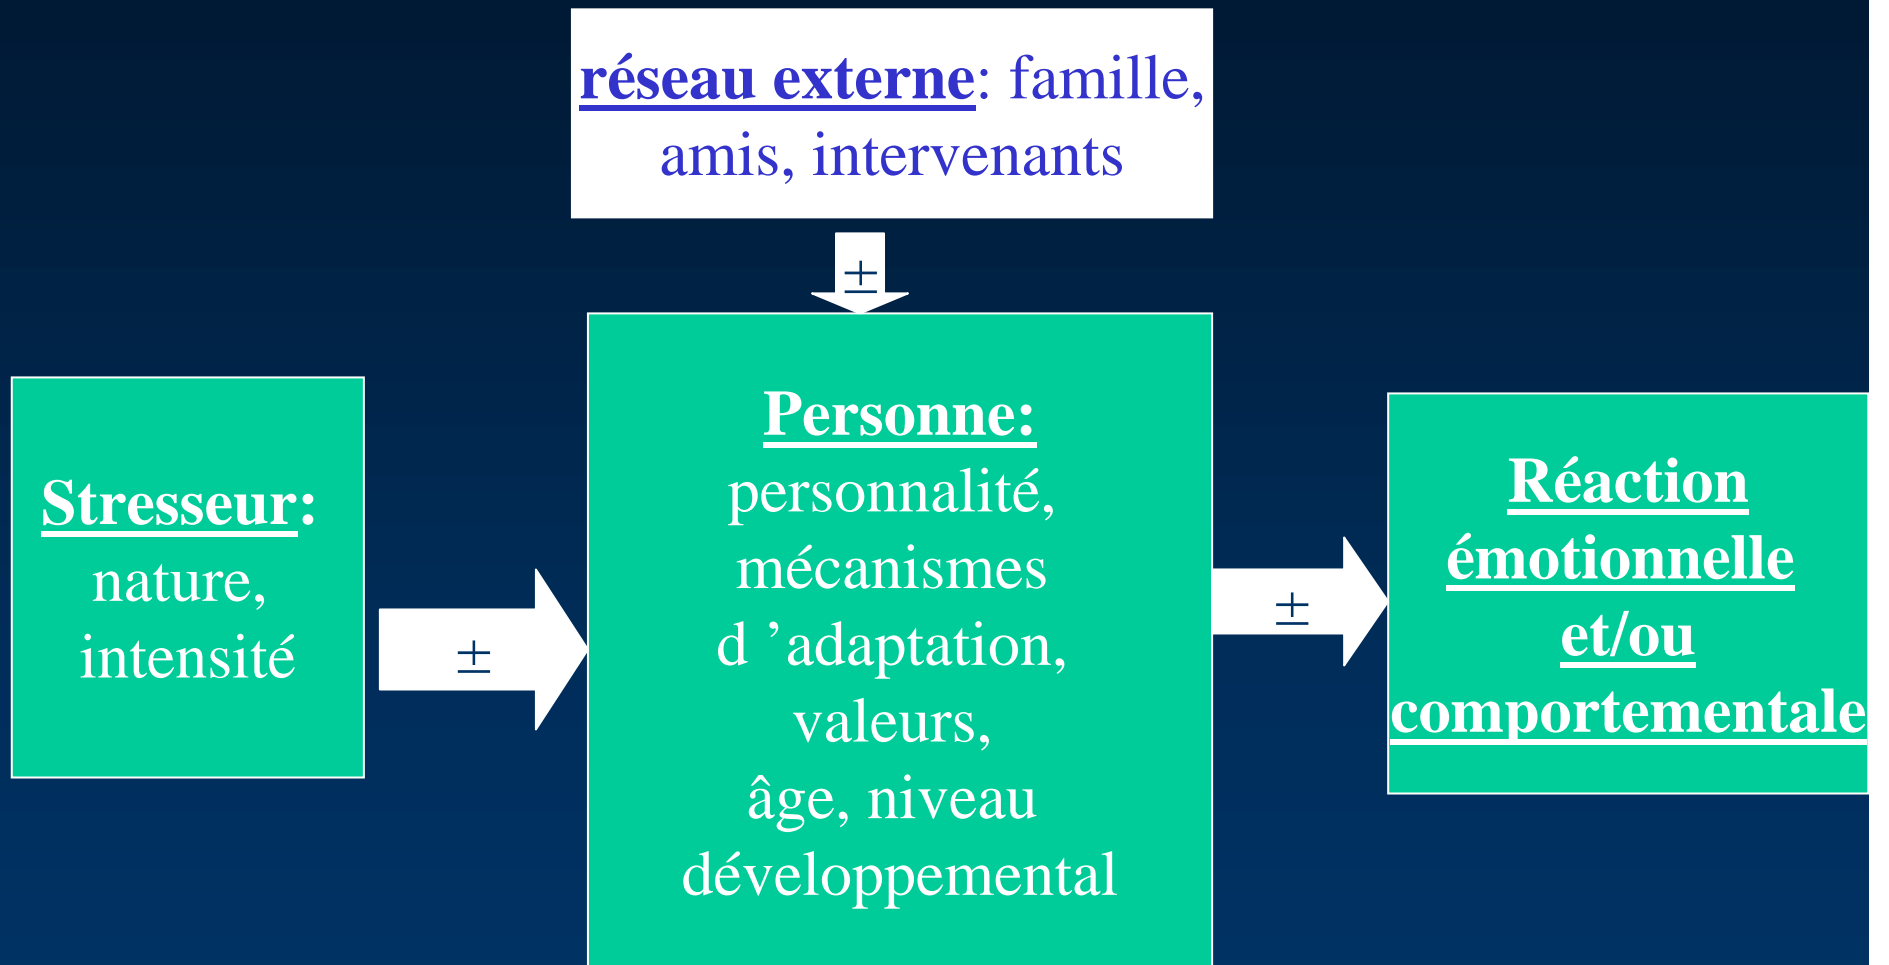 réseau externe: famille,
amis, intervenants
±
Stresseur:
nature,
intensité
±
Personne:
personnalité,
mécanismes
d ’adaptation,
valeurs,
âge, niveau
développemental
±
Réaction
émotionnelle
et/ou
comportementale